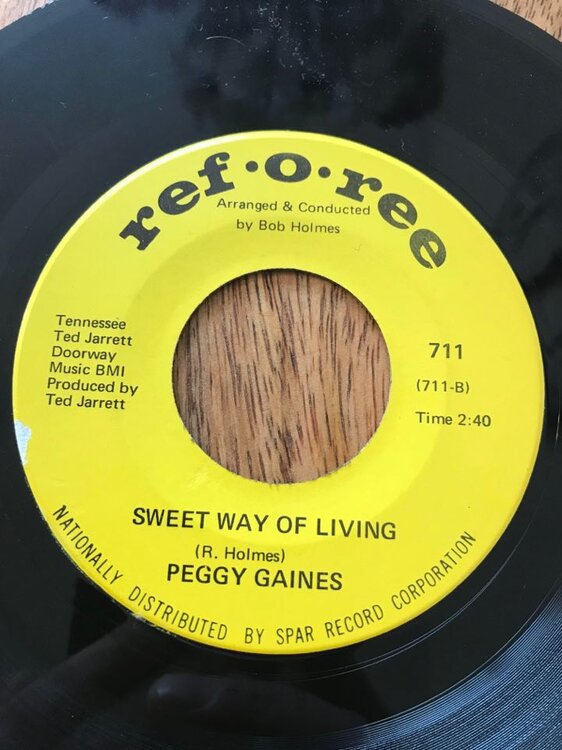 ref·o·ree
Arranged & Conducted
by Bob Holmes
Tennessee
Ted Jarrett
Doorway
Music BMI
Produced by
Ted Jarrett
711
(711-B)
Time 2:40
SWEET WAY OF LIVING
(R. Holmes)
PEGGY GAINES
NATIONALLY DISTRIBUTED BY SPAR RECORD CORPORATION